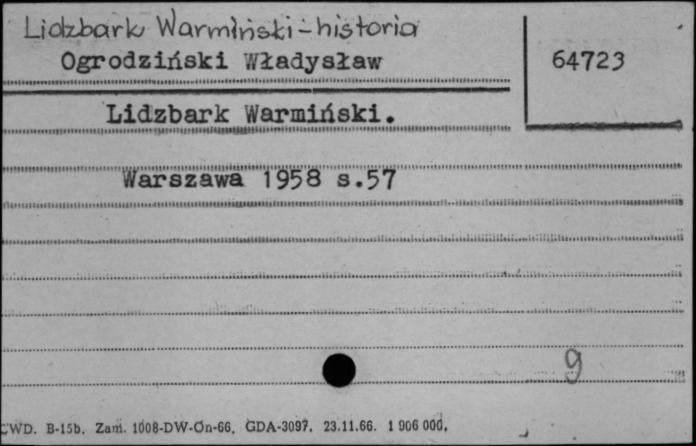 Lidzbark Warmiński - historia
Ogrodziński Władysław
64723
Lidzbark Warmiński.
Warszawa 1958 s.57
9
CWD. B-15b. Zam. 1008-DW-On-66. GDA-3097. 23.11.66. 1 906 000.